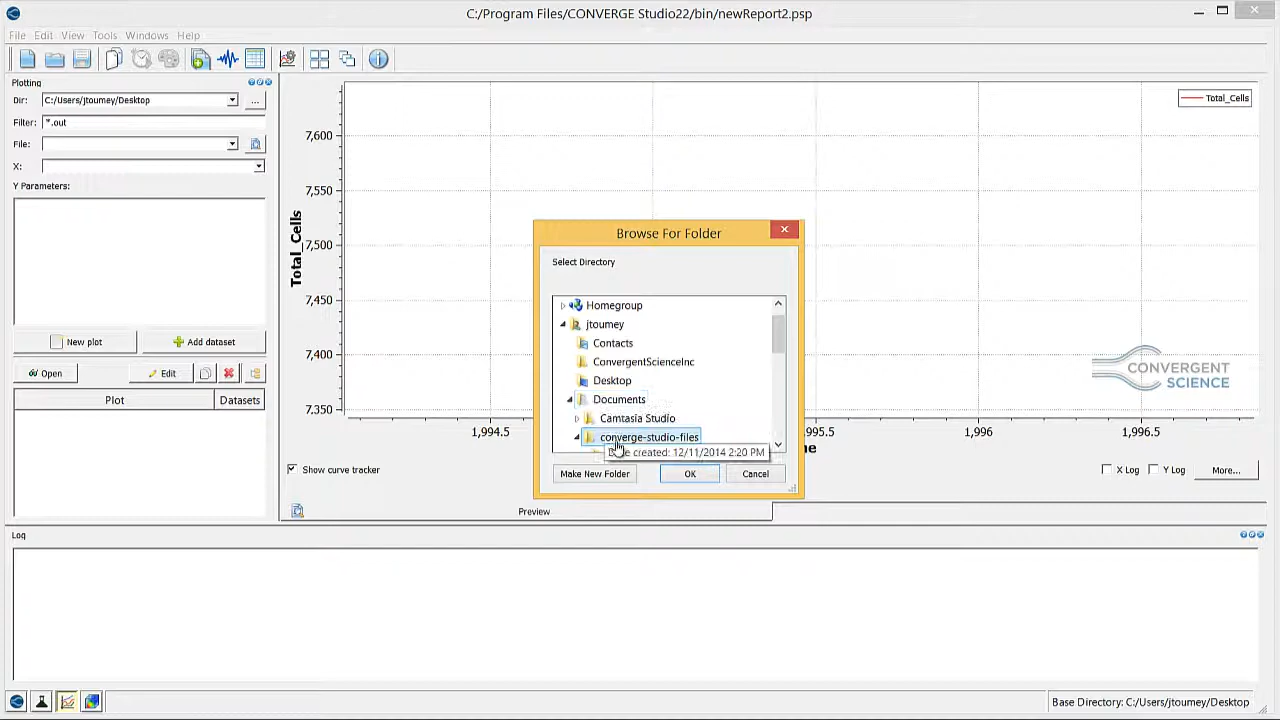 C:/Program Files/CONVERGE Studio22/bin/newReport2.psp
File Edit View Tools Windows Help
Plotting
Dir: C:/Users/jtoumey/Desktop ...
Filter: *.out
File:
X:
Y Parameters:
New plot Add dataset
Open Edit
Plot Datasets
Total_Cells
7,600
7,550
7,500
7,450
7,400
7,350
Total_Cells
1,994.5 995.5 1,996 1,996.5
me
CONVERGENT
SCIENCE
Browse For Folder
Select Directory
Homegroup
jtoumey
Contacts
ConvergentScienceInc
Desktop
Documents
Camtasia Studio
converge-studio-files
e created: 12/11/2014 2:20 PM
Make New Folder OK Cancel
Show curve tracker X Log Y Log More...
Preview
Log
Base Directory: C:/Users/jtoumey/Desktop